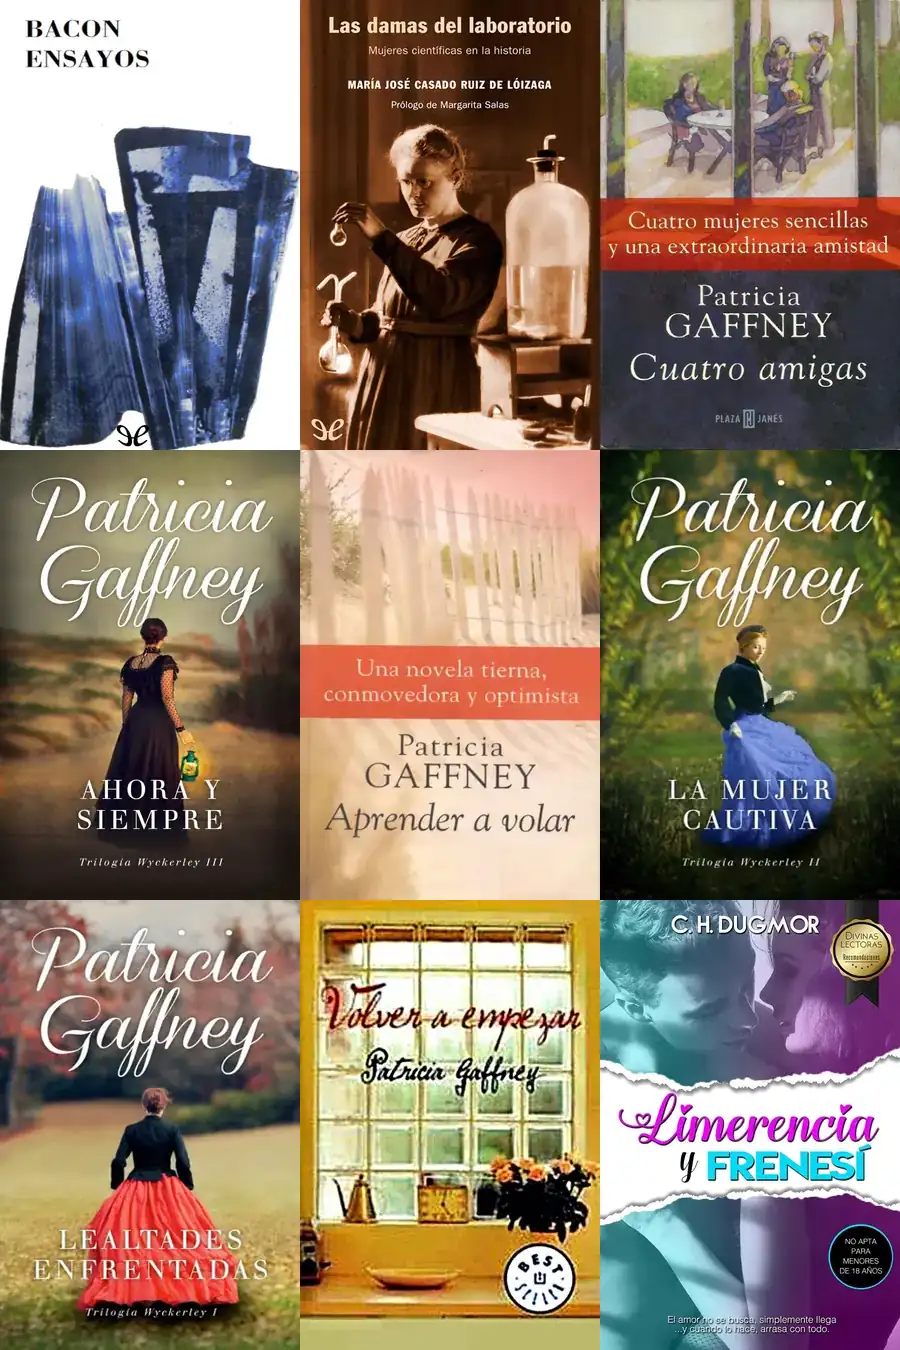 BACON
ENSAYOS
Las damas del laboratorio
Mujeres científicas en la historia
MARÍA JOSÉ CASADO RUIZ DE LÓIZAGA
Prólogo de Margarita Salas
Cuatro mujeres sencillas
y una extraordinaria amistad
Patricia
GAFFNEY
Cuatro amigas
PLAZA JANÉS
Patricia
Gaffney
AHORA Y
SIEMPRE
Trilogía Wyckerley III
Una novela tierna,
conmovedora y optimista
Patricia
GAFFNEY
Aprender a volar
Patricia
Gaffney
LA MUJER
CAUTIVA
Trilogía Wyckerley II
Patricia
Gaffney
LEALTADES
ENFRENTADAS
Trilogía Wyckerley I
Volver a empezar
Patricia Gaffney
BEST
SELLER
C. H. DUGMOR
DIVINAS
LECTORAS
Recomendaciones
Limerencia
y FRENESÍ
NO APTA
PARA
MENORES
DE 18 AÑOS
El amor no se busca, simplemente llega
...y cuando lo hace, arrasa con todo.